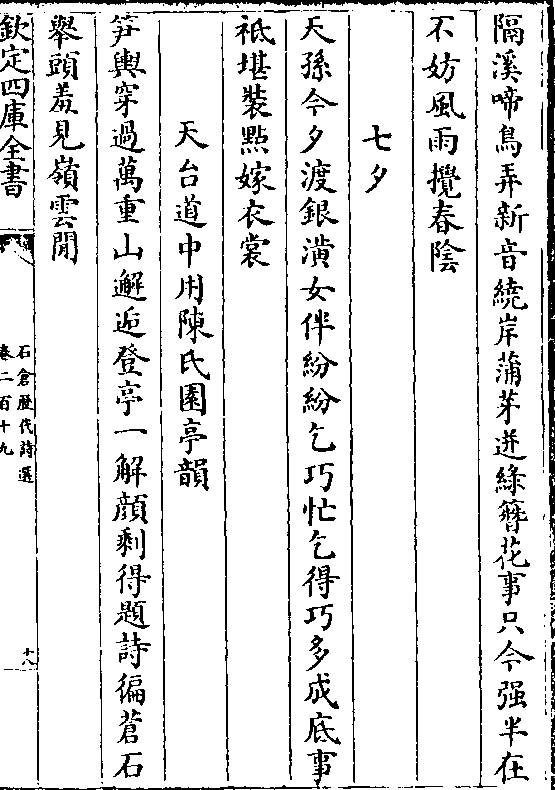 隔溪啼鳥弄新音繞岸蒲芽迸綠簪花事只今强半在
不妨風雨攪春陰
七夕
天孫今夕渡銀潢女伴紛紛乞巧忙乞得巧多成底事
祗堪裝點嫁衣裳
天台道中用陳氏園亭韻
笋輿穿過萬重山邂逅登亭一解顔剩得題詩徧蒼石
舉頭羞見嶺雲閒
欽定四庫全書
石倉歷代詩選
卷二百十九
十八